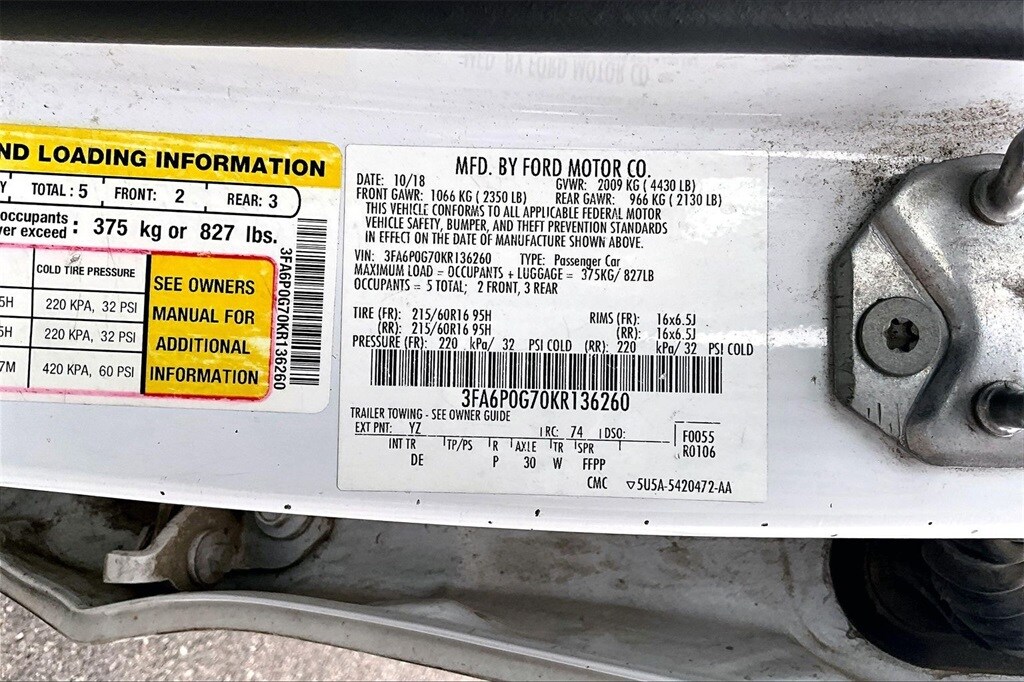 ND LOADING INFORMATION
Y TOTAL : 5 FRONT: 2 REAR: 3
occupants
ver exceed : 375 kg or 827 lbs.
COLD TIRE PRESSURE
5H 220 KPA, 32 PSI
5H 220 KPA, 32 PSI
7M 420 KPA, 60 PSI
SEE OWNERS
MANUAL FOR
ADDITIONAL
INFORMATION
3FA6P0G70KR136260
MFD. BY FORD MOTOR CO.
DATE: 10/18 GVWR: 2009 KG ( 4430 LB)
FRONT GAWR: 1066 KG ( 2350 LB) REAR GAWR: 966 KG ( 2130 LB)
THIS VEHICLE CONFORMS TO ALL APPLICABLE FEDERAL MOTOR
VEHICLE SAFETY, BUMPER, AND THEFT PREVENTION STANDARDS
IN EFFECT ON THE DATE OF MANUFACTURE SHOWN ABOVE.
VIN: 3FA6P0G70KR136260 TYPE: Passenger Car
MAXIMUM LOAD = OCCUPANTS + LUGGAGE = 375KG/ 827LB
OCCUPANTS = 5 TOTAL; 2 FRONT, 3 REAR
TIRE (FR): 215/60R16 95H RIMS (FR): 16x6.5J
(RR): 215/60R16 95H (RR): 16x6.5J
PRESSURE (FR): 220 kPa/ 32 PSI COLD (RR): 220 kPa/ 32 PSI COLD
3FA6P0G70KR136260
TRAILER TOWING - SEE OWNER GUIDE
EXT PNT: YZ RC: 74 DSO: F0055
INT TR TP/PS R AXLE TR SPR R0106
DE P 30 W FFPP
CMC ▽5U5A-5420472-AA